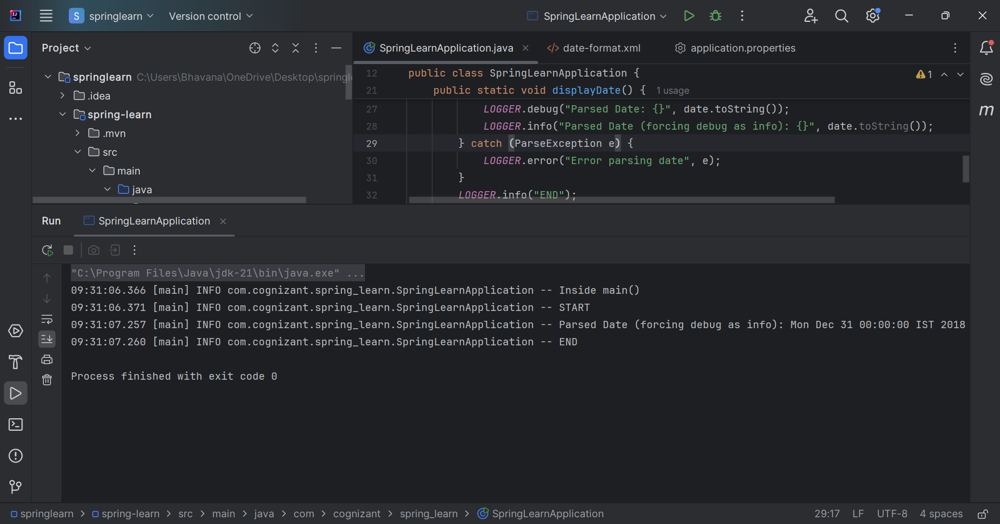 S springlearn Version control SpringLearnApplication
Project
springlearn C:\Users\Bhavana\OneDrive\Desktop\springle
.idea
spring-learn
.mvn
src
main
java
SpringLearnApplication.java date-format.xml application.properties
12 public class SpringLearnApplication { 1
21 public static void displayDate() { 1 usage
27 LOGGER.debug("Parsed Date: {}", date.toString());
28 LOGGER.info("Parsed Date (forcing debug as info): {}", date.toString());
29 } catch (ParseException e) {
30 LOGGER.error("Error parsing date", e);
31 }
32 LOGGER.info("END");
m
Run SpringLearnApplication
"C:\Program Files\Java\jdk-21\bin\java.exe" ...
09:31:06.366 [main] INFO com.cognizant.spring_learn.SpringLearnApplication -- Inside main()
09:31:06.371 [main] INFO com.cognizant.spring_learn.SpringLearnApplication -- START
09:31:07.257 [main] INFO com.cognizant.spring_learn.SpringLearnApplication -- Parsed Date (forcing debug as info): Mon Dec 31 00:00:00 IST 2018
09:31:07.260 [main] INFO com.cognizant.spring_learn.SpringLearnApplication -- END
Process finished with exit code 0
springlearn > spring-learn > src > main > java > com > cognizant > spring_learn > SpringLearnApplication 29:17 LF UTF-8 4 spaces